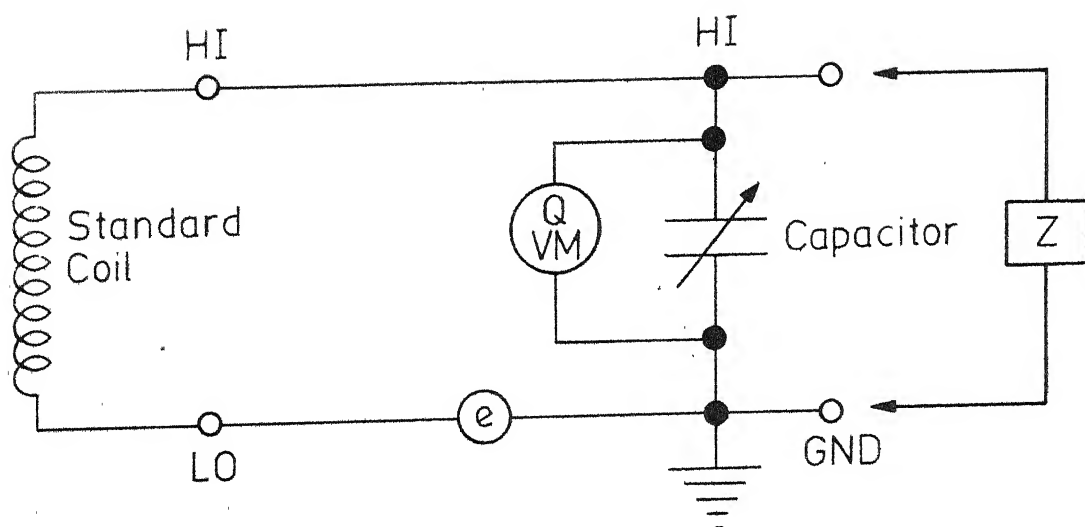 HI
HI
Standard
Coil
Q
VM
Capacitor
Z
e
LO
GND